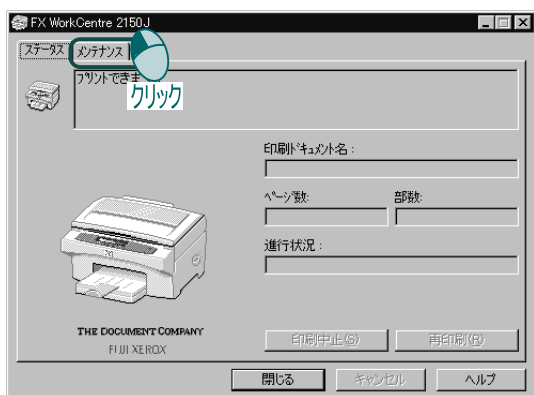 FX WorkCentre 2150J
ステータス メンテナンス
プリントできま
クリック
印刷ドキュメント名：
ページ数: 部数:
進行状況：
THE DOCUMENT COMPANY
FUJI XEROX
印刷中止(S) 再印刷(R)
閉じる キャンセル ヘルプ